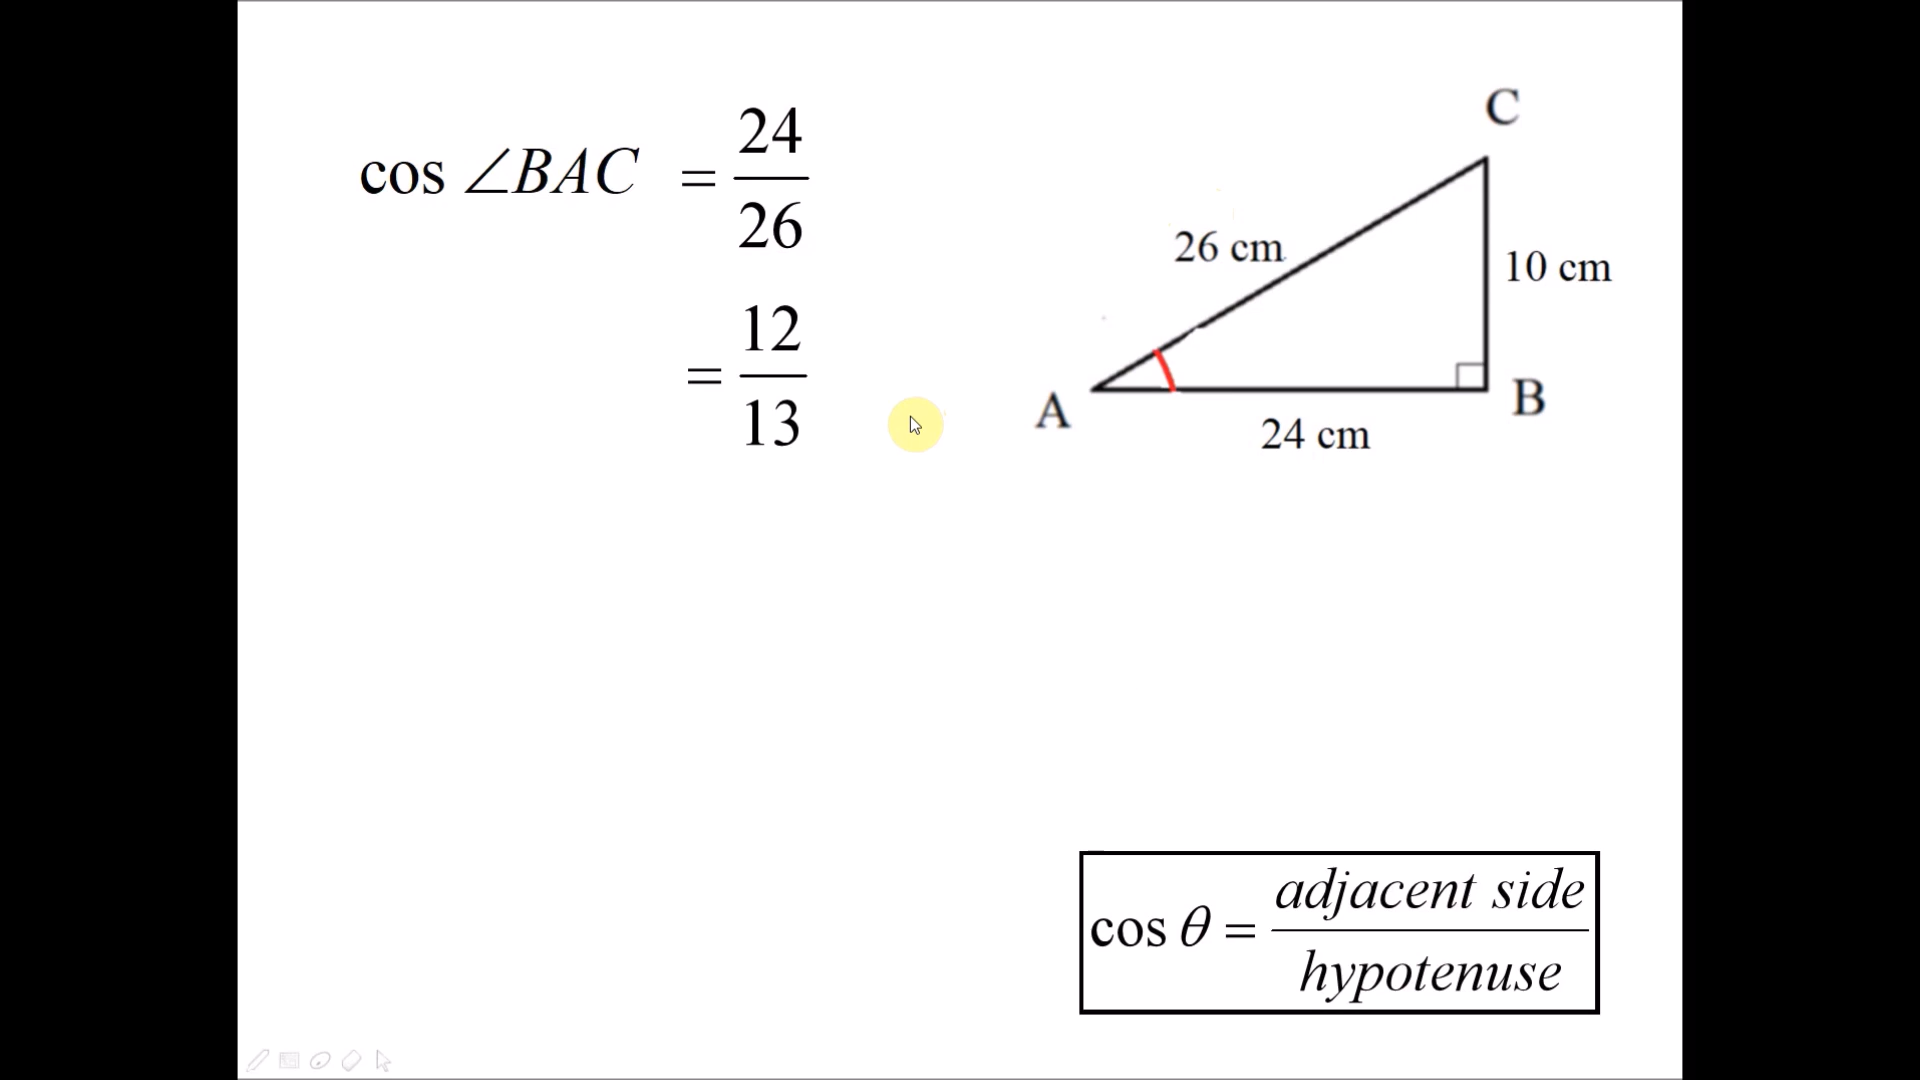 cos ∠BAC = 24/26
= 12/13
C
26 cm
10 cm
A
B
24 cm
cos θ = adjacent side/hypotenuse